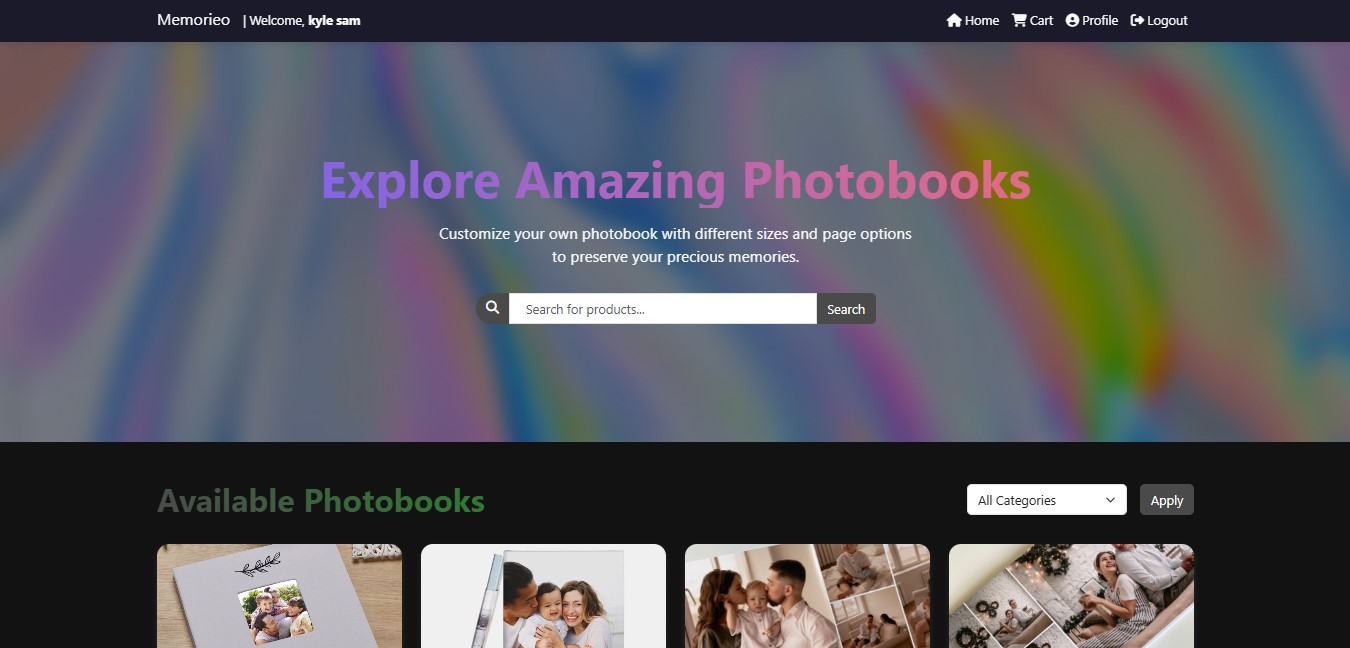 Memorieo | Welcome, kyle sam
Home Cart Profile Logout
Explore Amazing Photobooks
Customize your own photobook with different sizes and page options
to preserve your precious memories.
Search for products... Search
Available Photobooks
All Categories Apply